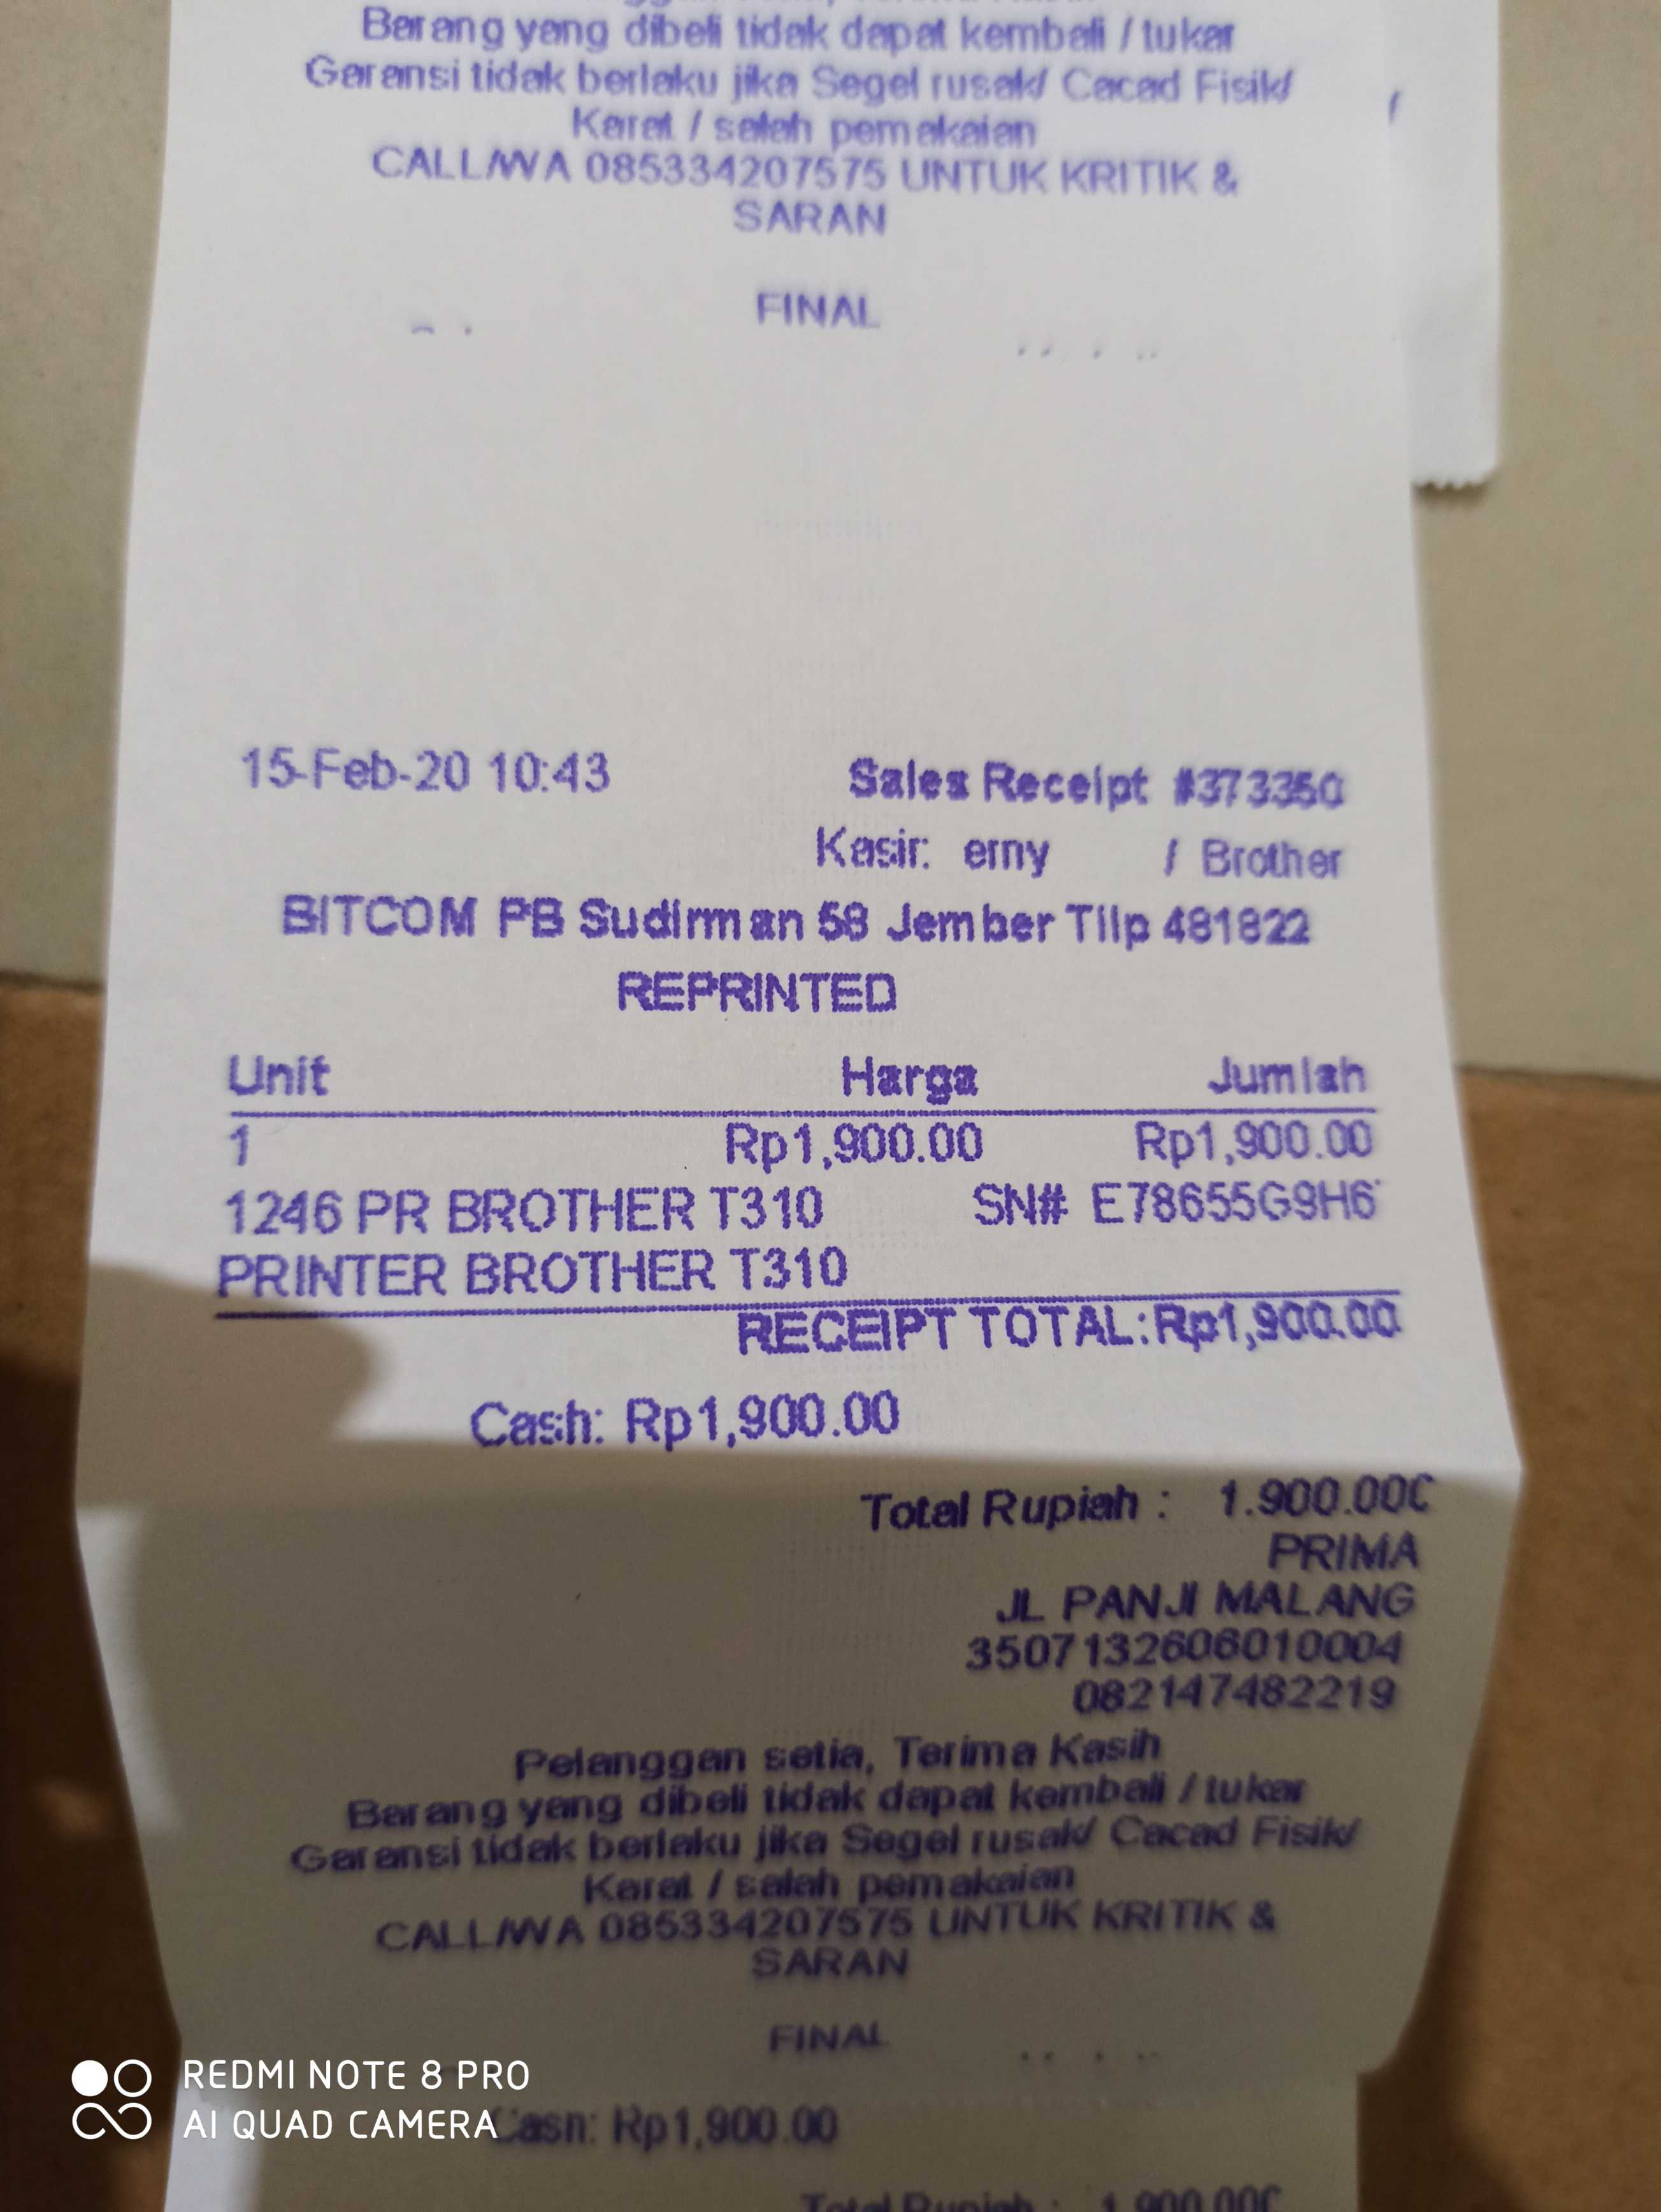 Barang yang dibeli tidak dapat kembali / tukar
Garansi tidak berlaku jika Segel rusak/ Cacad Fisik/
Karat / salah pemakaian
CALL/WA 085334207575 UNTUK KRITIK &
SARAN
FINAL
15-Feb-20 10:43 Sales Receipt #373350
Kasir: erny / Brother
BITCOM PB Sudirman 58 Jember Tllp 481822
REPRINTED
Unit Harga Jumlah
1 Rp1,900.00 Rp1,900.00
1246 PR BROTHER T310 SN# E78655G9H6
PRINTER BROTHER T310
RECEIPT TOTAL: Rp1,900.00
Cash: Rp1,900.00
Total Rupiah : 1.900.000
PRIMA
JL PANJI MALANG
3507132606010004
082147482219
Pelanggan setia, Terima Kasih
Barang yang dibeli tidak dapat kembali / tukar
Garansi tidak berlaku jika Segel rusak/ Cacad Fisik/
Karat / salah pemakaian
CALL/WA 085334207575 UNTUK KRITIK &
SARAN
FINAL
REDMI NOTE 8 PRO
AI QUAD CAMERA
Cash: Rp1,900.00
Total Rupiah : 1.900.000